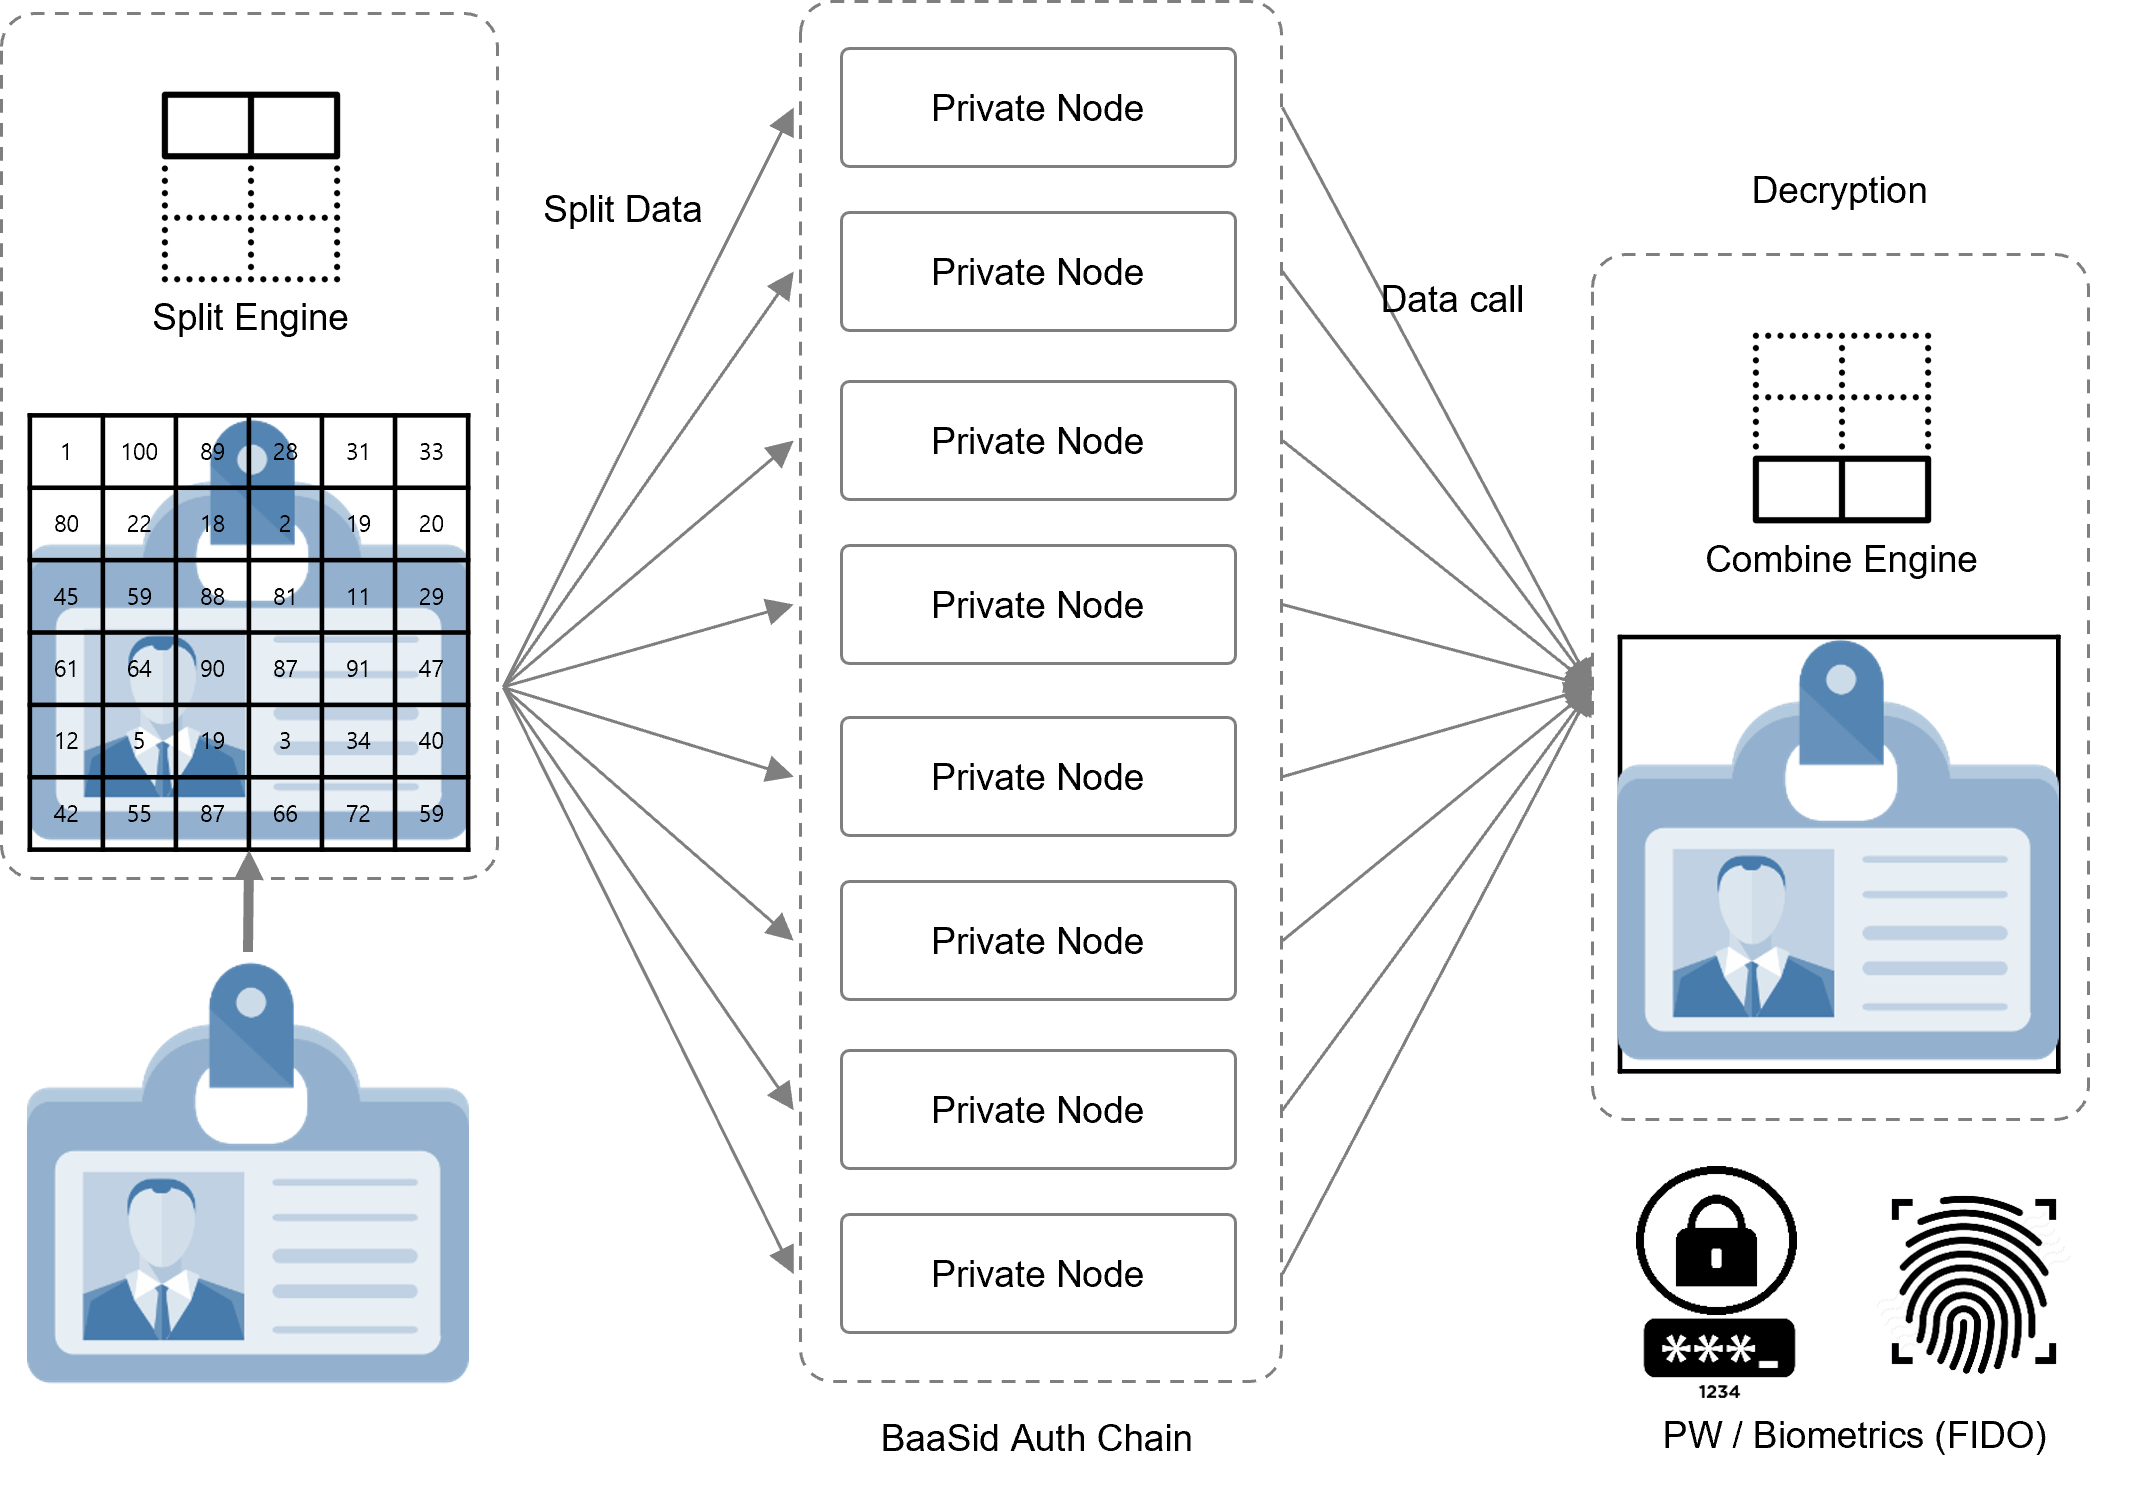 Split Engine
1 100 89 28 31 33
80 22 18 2 19 20
45 59 88 81 11 29
61 64 90 87 91 47
12 5 19 3 34 40
42 55 87 66 72 59
Split Data
Private Node
Private Node
Private Node
Private Node
Private Node
Private Node
Private Node
Private Node
BaaSid Auth Chain
Data call
Decryption
Combine Engine
***_
1234
PW / Biometrics (FIDO)